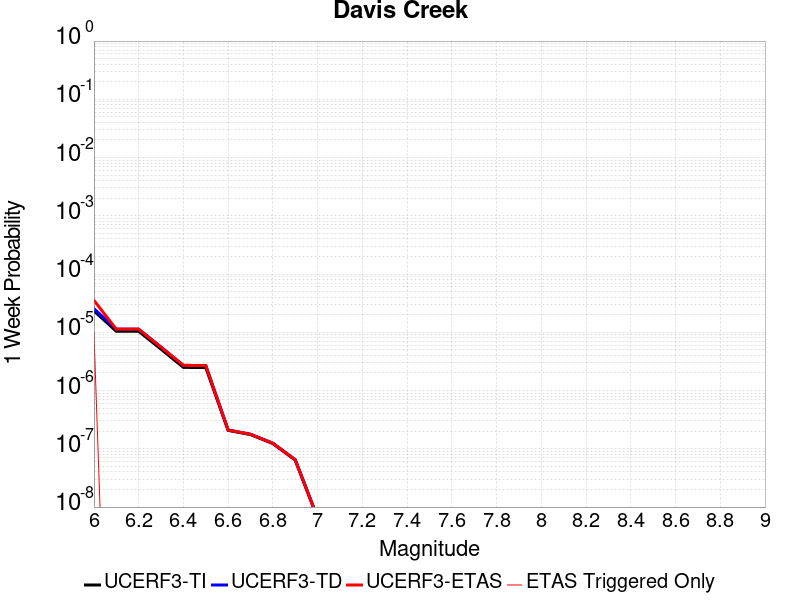 Davis Creek
10^0
10^-1
10^-2
10^-3
10^-4
10^-5
10^-6
10^-7
10^-8
1 Week Probability
6 6.2 6.4 6.6 6.8 7 7.2 7.4 7.6 7.8 8 8.2 8.4 8.6 8.8 9
Magnitude
UCERF3-TI UCERF3-TD UCERF3-ETAS ETAS Triggered Only